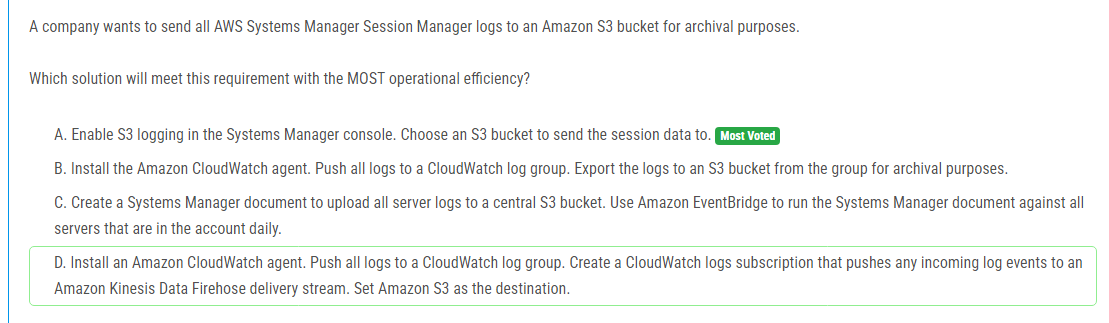 A company wants to send all AWS Systems Manager Session Manager logs to an Amazon S3 bucket for archival purposes.
Which solution will meet this requirement with the MOST operational efficiency?
A. Enable S3 logging in the Systems Manager console. Choose an S3 bucket to send the session data to. Most Voted
B. Install the Amazon CloudWatch agent. Push all logs to a CloudWatch log group. Export the logs to an S3 bucket from the group for archival purposes.
C. Create a Systems Manager document to upload all server logs to a central S3 bucket. Use Amazon EventBridge to run the Systems Manager document against all
servers that are in the account daily.
D. Install an Amazon CloudWatch agent. Push all logs to a CloudWatch log group. Create a CloudWatch logs subscription that pushes any incoming log events to an
Amazon Kinesis Data Firehose delivery stream. Set Amazon S3 as the destination.